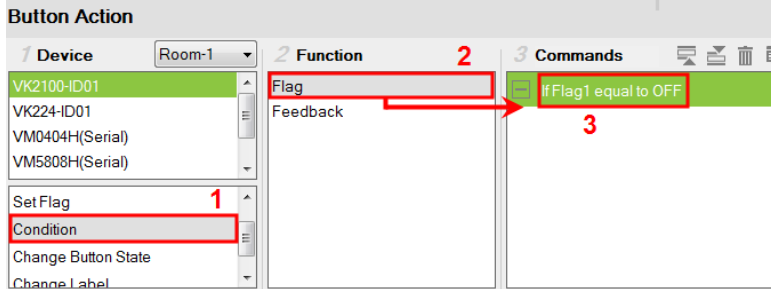 Button Action
1 Device
Room-1
2 Function
2
3 Commands
VK2100-ID01
VK224-ID01
VM0404H(Serial)
VM5808H(Serial)
Set Flag
1
Condition
Change Button State
Change Label
Flag
Feedback
If Flag1 equal to OFF
3